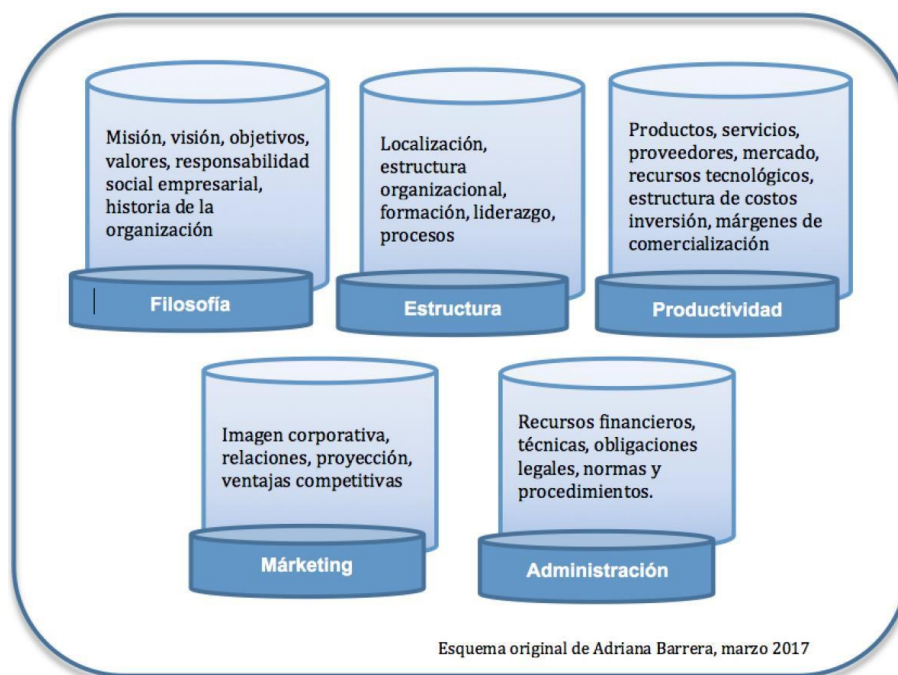 Misión, visión, objetivos,
valores, responsabilidad
social empresarial,
historia de la
organización
Filosofía
Localización,
estructura
organizacional,
formación, liderazgo,
procesos
Estructura
Productos, servicios,
proveedores, mercado,
recursos tecnológicos,
estructura de costos
inversión, márgenes de
comercialización
Productividad
Imagen corporativa,
relaciones, proyección,
ventajas competitivas
Márketing
Recursos financieros,
técnicas, obligaciones
legales, normas y
procedimientos.
Administración
Esquema original de Adriana Barrera, marzo 2017